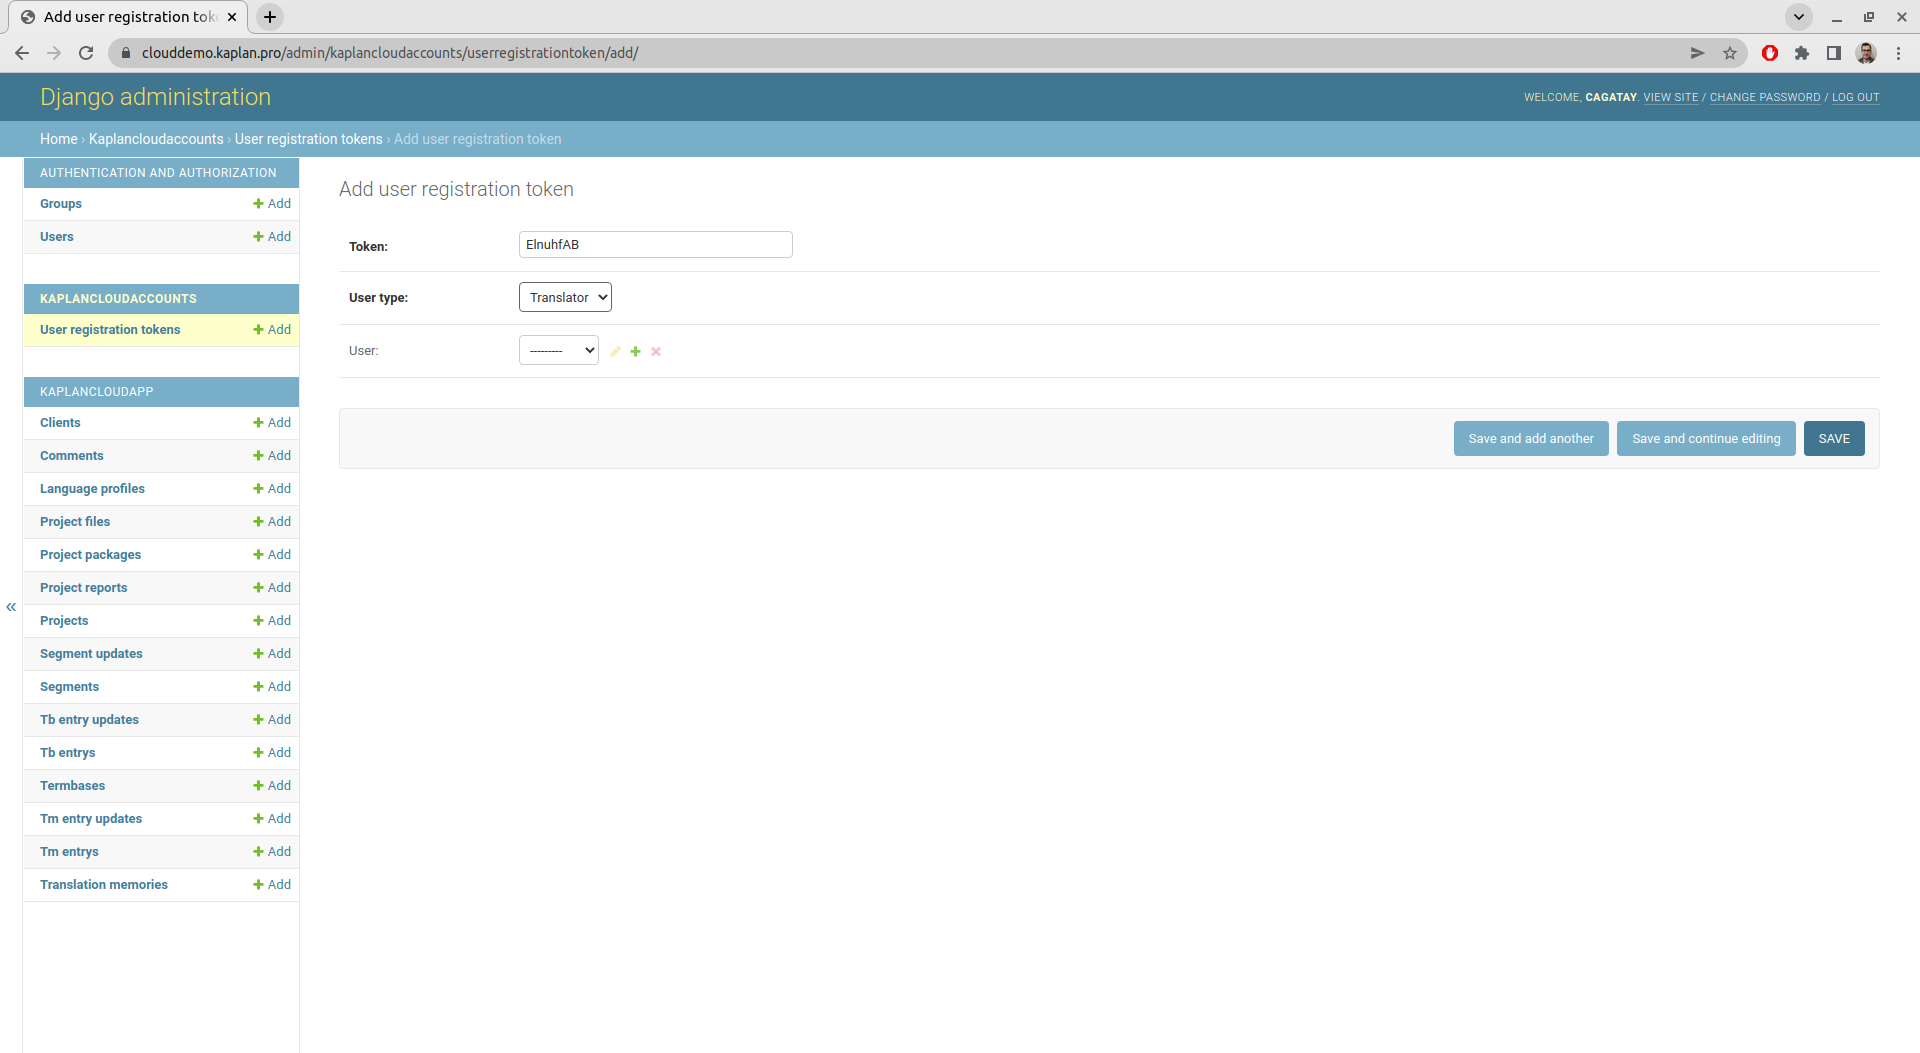 Add user registration tok
clouddemo.kaplan.pro/admin/kaplancloudaccounts/userregistrationtoken/add/
Django administration
WELCOME, CAGATAY. VIEW SITE / CHANGE PASSWORD / LOG OUT
Home › Kaplancloudaccounts › User registration tokens › Add user registration token
AUTHENTICATION AND AUTHORIZATION
Groups Add
Users Add
KAPLANCLOUDACCOUNTS
User registration tokens Add
KAPLANCLOUDAPP
Clients Add
Comments Add
Language profiles Add
Project files Add
Project packages Add
Project reports Add
Projects Add
Segment updates Add
Segments Add
Tb entry updates Add
Tb entrys Add
Termbases Add
Tm entry updates Add
Tm entrys Add
Translation memories Add
«
Add user registration token
Token: ElnuhfAB
User type: Translator
User: ---------
Save and add another
Save and continue editing
SAVE